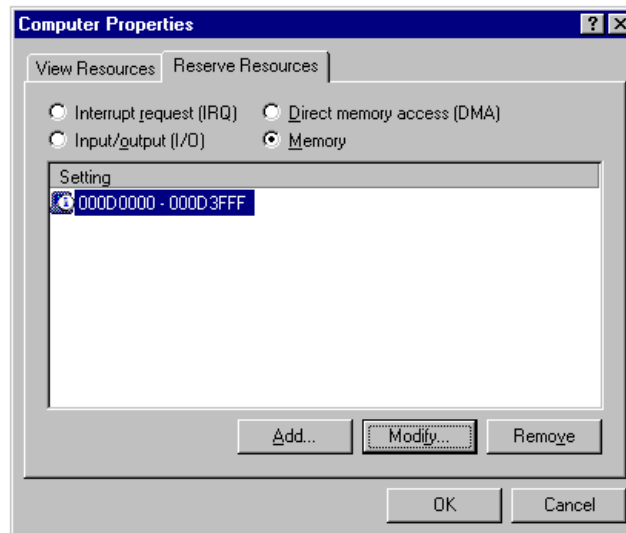 Computer Properties
View Resources Reserve Resources
Interrupt request (IRQ) Direct memory access (DMA)
Input/output (I/O) Memory
Setting
000D0000 - 000D3FFF
Add... Modify... Remove
OK Cancel